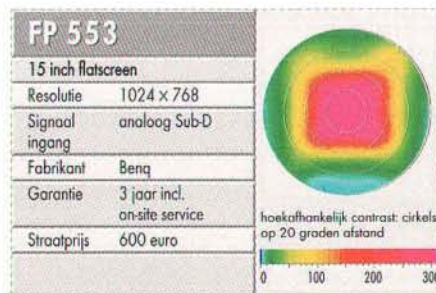 FP 553
15 inch flatscreen
Resolutie 1024 × 768
Signaal ingang analoog Sub-D
Fabrikant Benq
Garantie 3 jaar incl.
on-site service
Straatprijs 600 euro
hoekafhankelijk contrast: cirkels
op 20 graden afstand
0 100 200 300